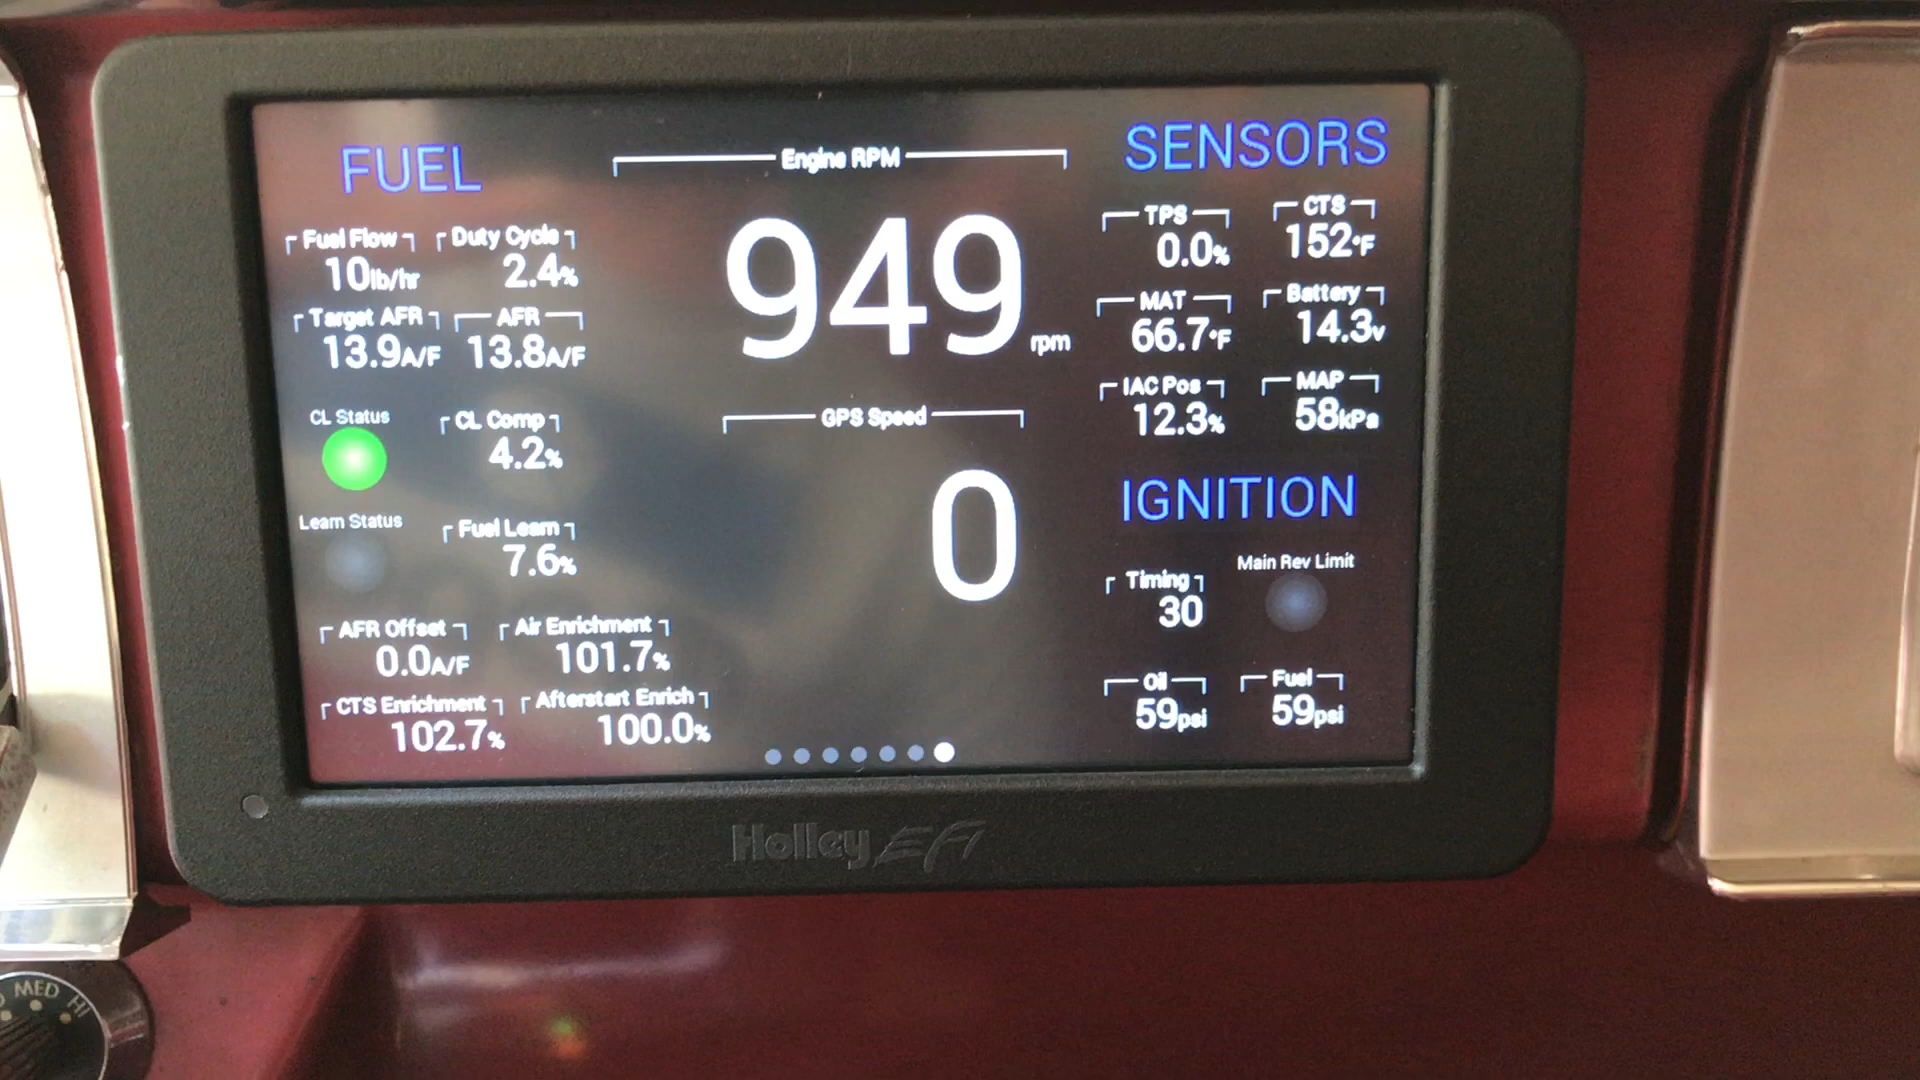 FUEL
Engine RPM
SENSORS
Fuel Flow Duty Cycle
10lb/hr 2.4%
Target AFR AFR
13.9A/F 13.8A/F
949 rpm
TPS CTS
0.0% 152°F
MAT Battery
66.7°F 14.3v
IAC Pos MAP
12.3% 58kPa
CL Status CL Comp
4.2%
GPS Speed
0
Learn Status Fuel Learn
7.6%
IGNITION
Timing Main Rev Limit
30
AFR Offset Air Enrichment
0.0A/F 101.7%
CTS Enrichment Afterstart Enrich
102.7% 100.0%
Oil Fuel
59psi 59psi
Holley EFI
MED HI